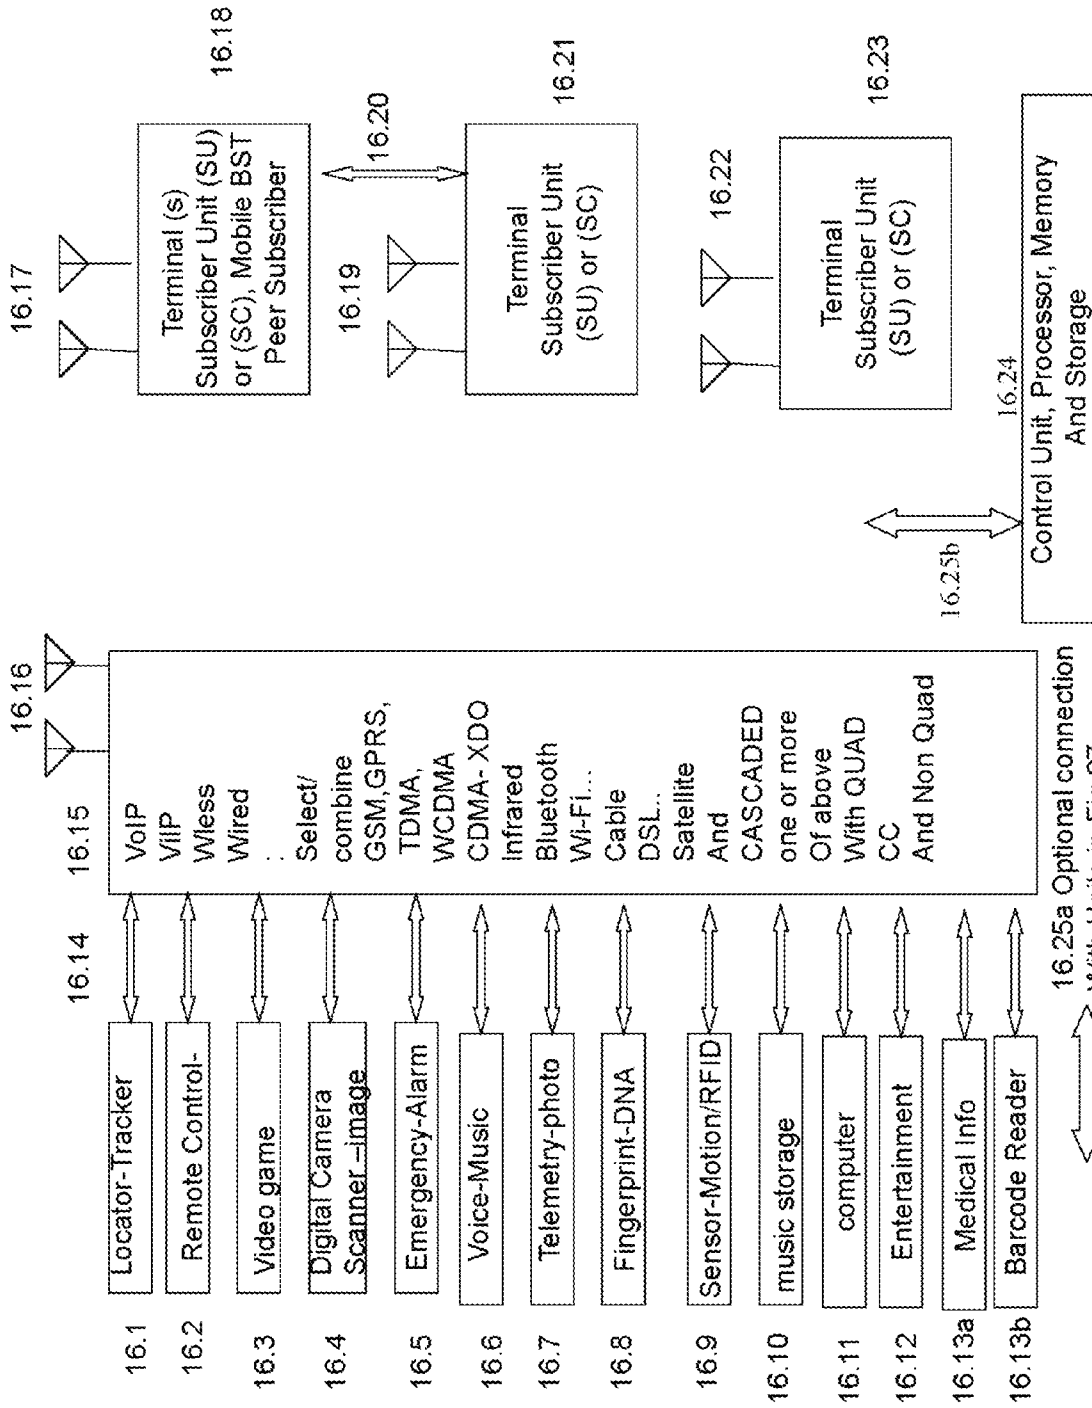 16.1
Locator-Tracker
16.2
Remote Control-
16.3
Video game
16.4
Digital Camera
Scanner –image
16.5
Emergency-Alarm
16.6
Voice-Music
16.7
Telemetry-photo
16.8
Fingerprint-DNA
16.9
Sensor-Motion/RFID
16.10
music storage
16.11
computer
16.12
Entertainment
16.13a
Medical Info
16.13b
Barcode Reader
16.14
16.15
16.16
VoIP
ViIP
Wless
Wired
. .
Select/
combine
GSM,GPRS,
TDMA,
WCDMA
CDMA- XDO
Infrared
Bluetooth
Wi-Fi...
Cable
DSL..
Satellite
And
CASCADED
one or more
Of above
With QUAD
CC
And Non Quad
16.25a Optional connection
16.17
16.18
Terminal (s)
Subscriber Unit (SU)
or (SC), Mobile BST
Peer Subscriber
16.19
16.20
16.21
Terminal
Subscriber Unit
(SU) or (SC)
16.22
16.23
Terminal
Subscriber Unit
(SU) or (SC)
16.24
16.25b
Control Unit, Processor, Memory
And Storage